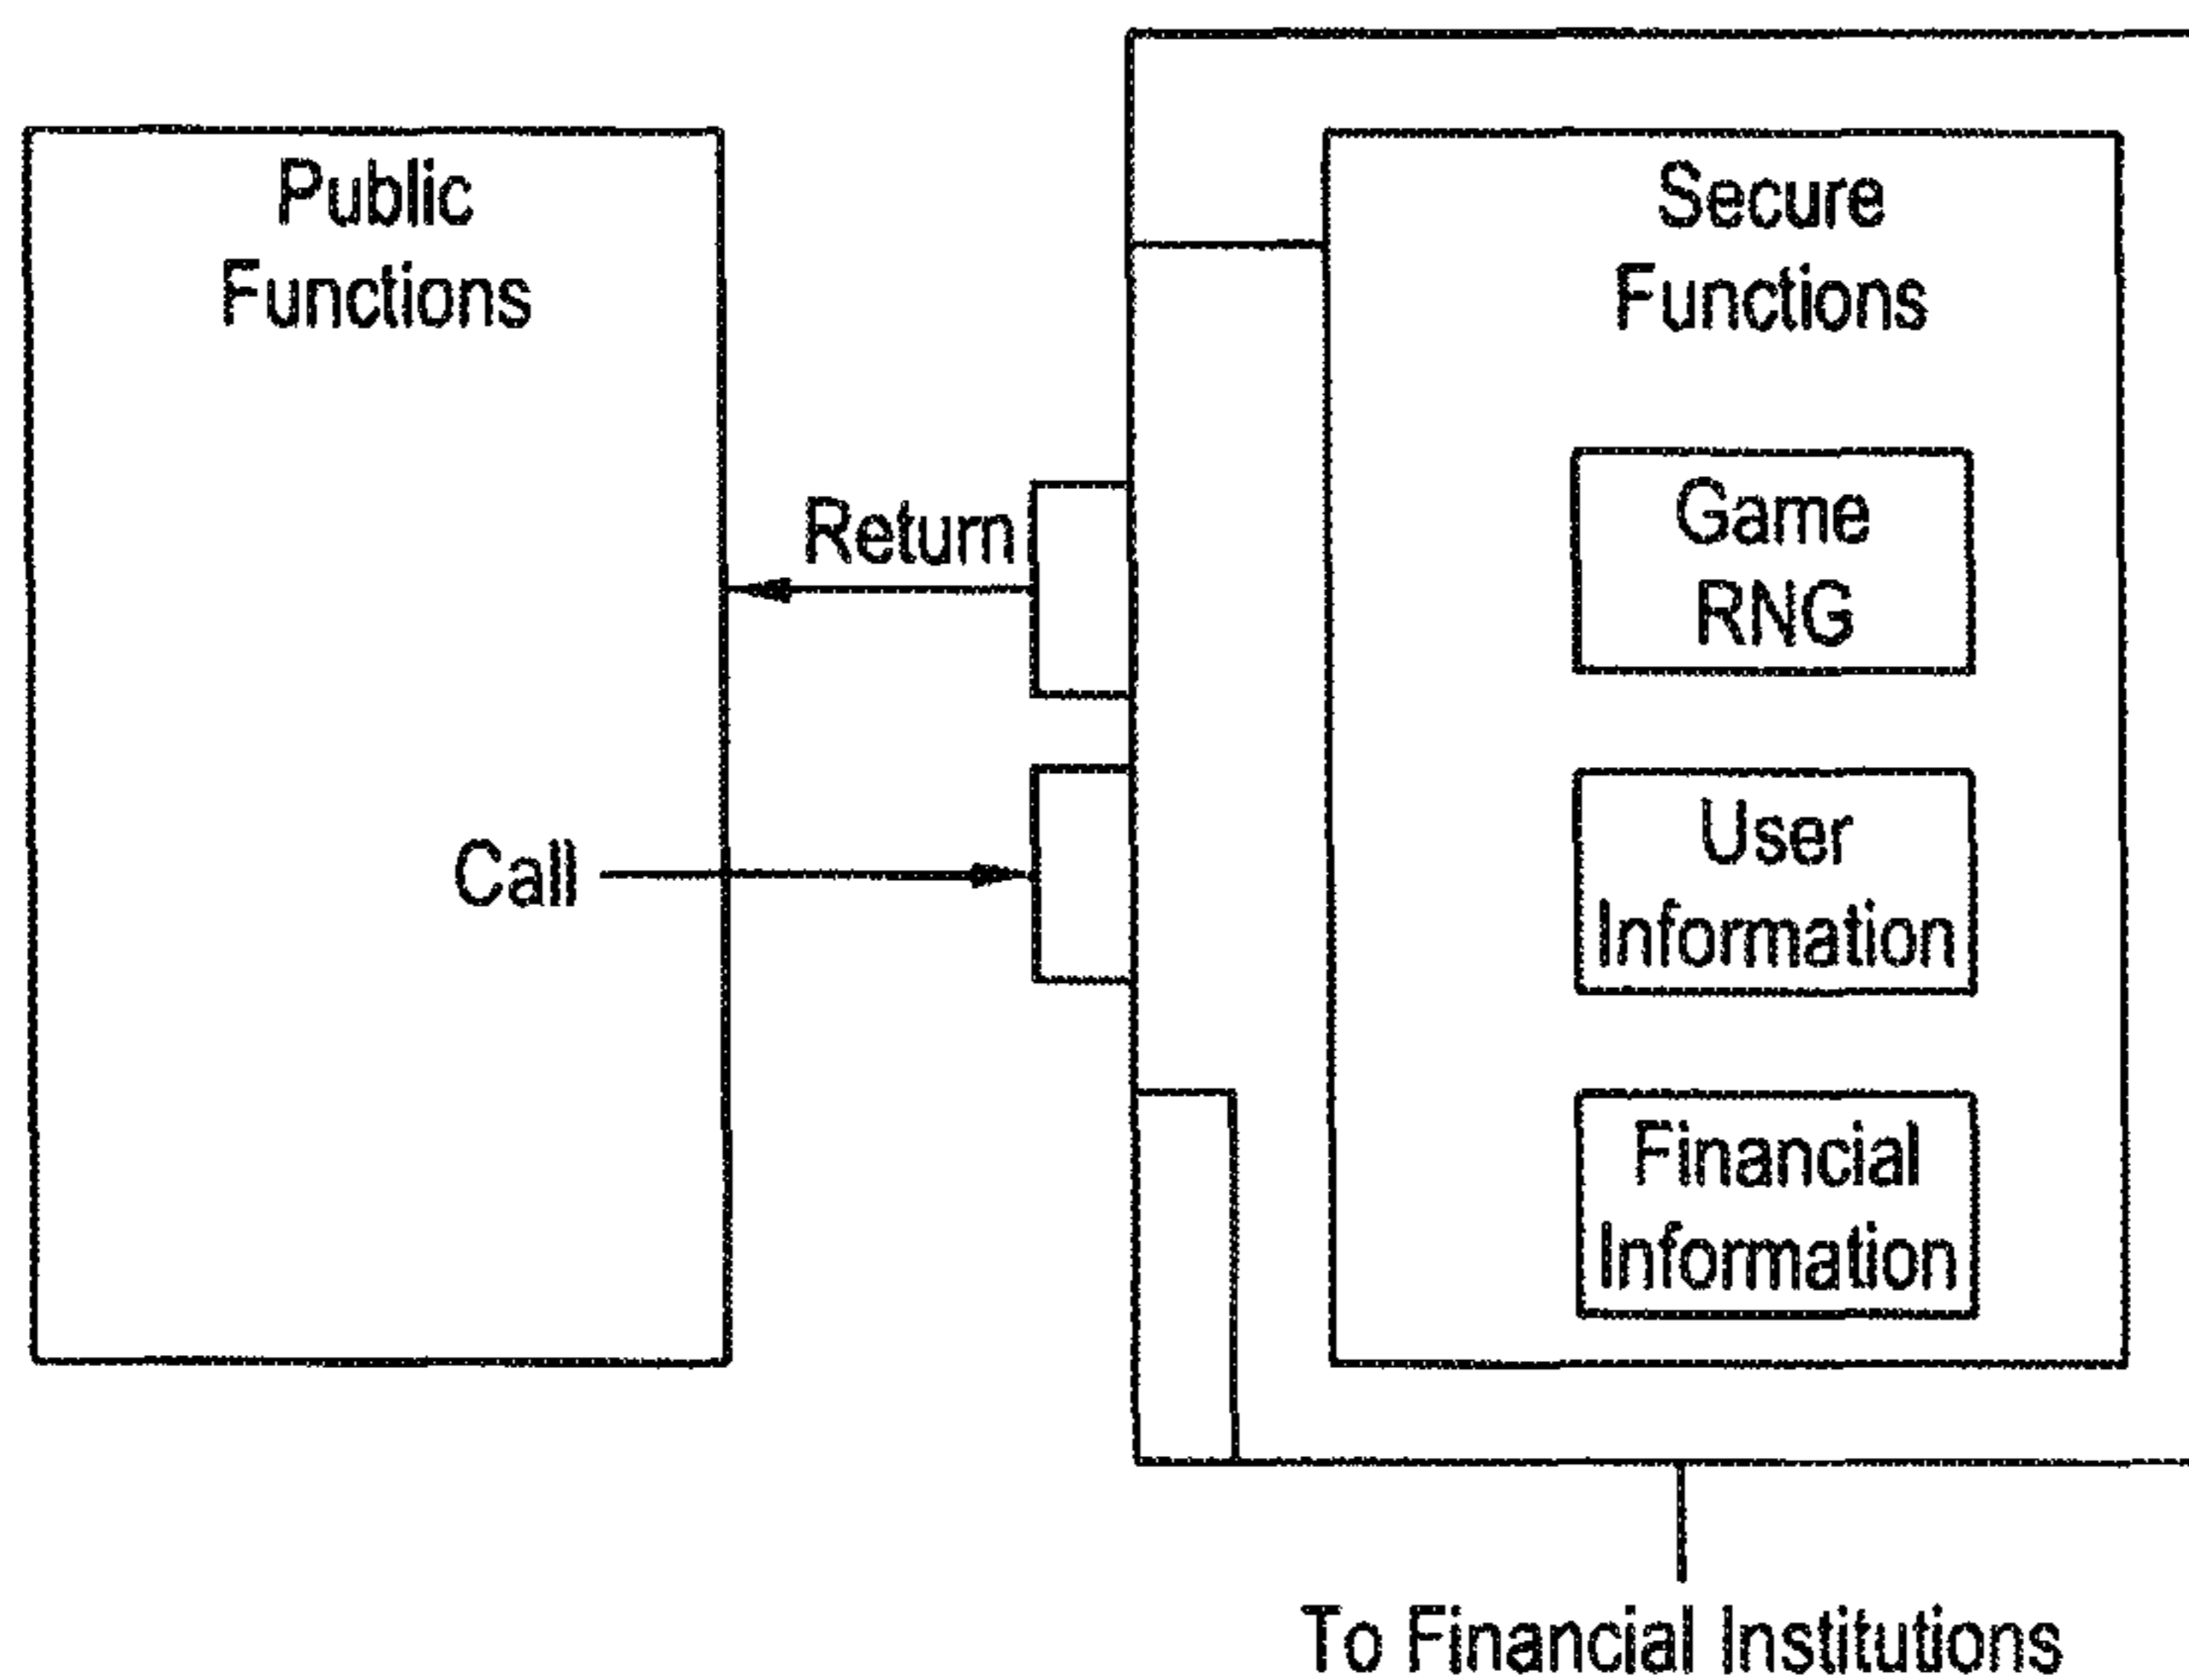 Public
Functions
Return
Call
Secure
Functions
Game
RNG
User
Information
Financial
Information
To Financial Institutions